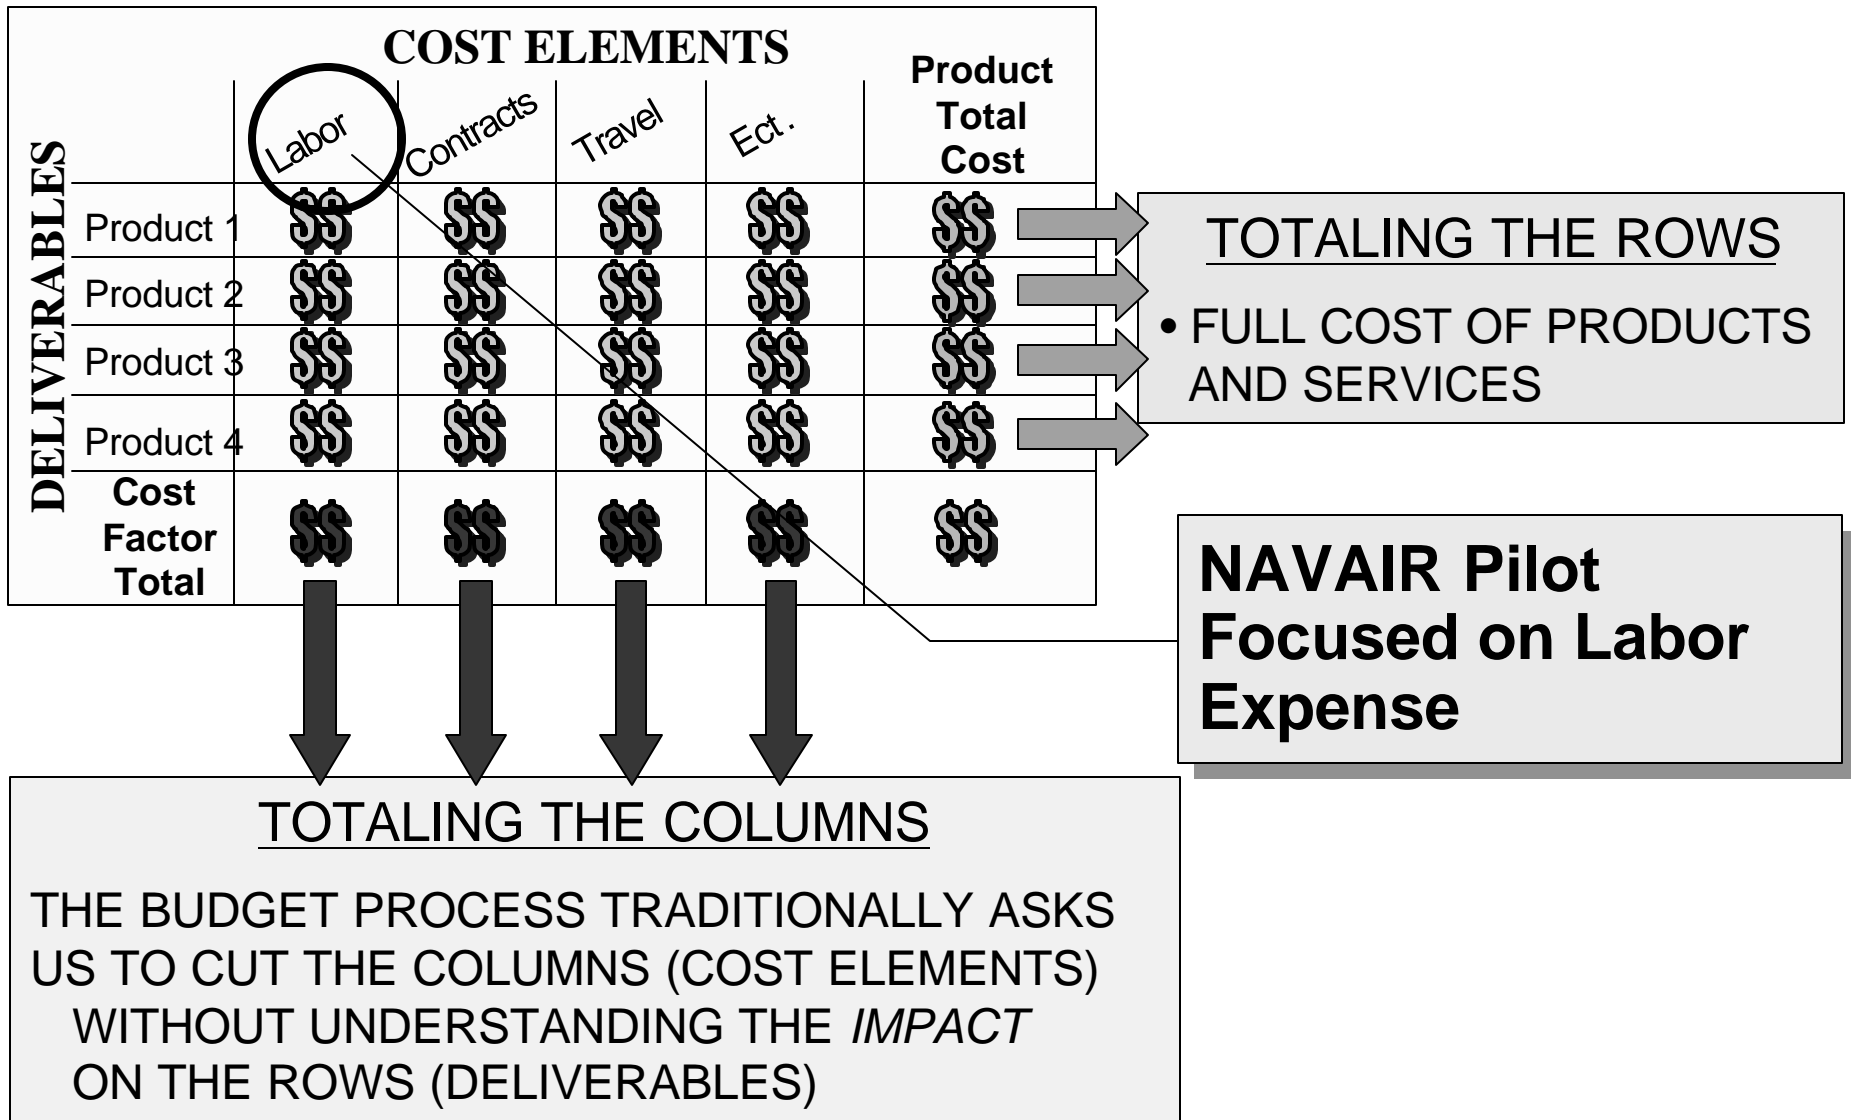 COST ELEMENTS
Product
Total
Cost
Labor
Contracts
Travel
Ect.
DELIVERABLES
Product 1
$$ $$ $$ $$ $$
Product 2
$$ $$ $$ $$ $$
Product 3
$$ $$ $$ $$ $$
Product 4
$$ $$ $$ $$ $$
Cost
Factor
Total
$$ $$ $$ $$ $$
TOTALING THE ROWS
• FULL COST OF PRODUCTS
AND SERVICES
NAVAIR Pilot
Focused on Labor
Expense
TOTALING THE COLUMNS
THE BUDGET PROCESS TRADITIONALLY ASKS
US TO CUT THE COLUMNS (COST ELEMENTS)
WITHOUT UNDERSTANDING THE IMPACT
ON THE ROWS (DELIVERABLES)